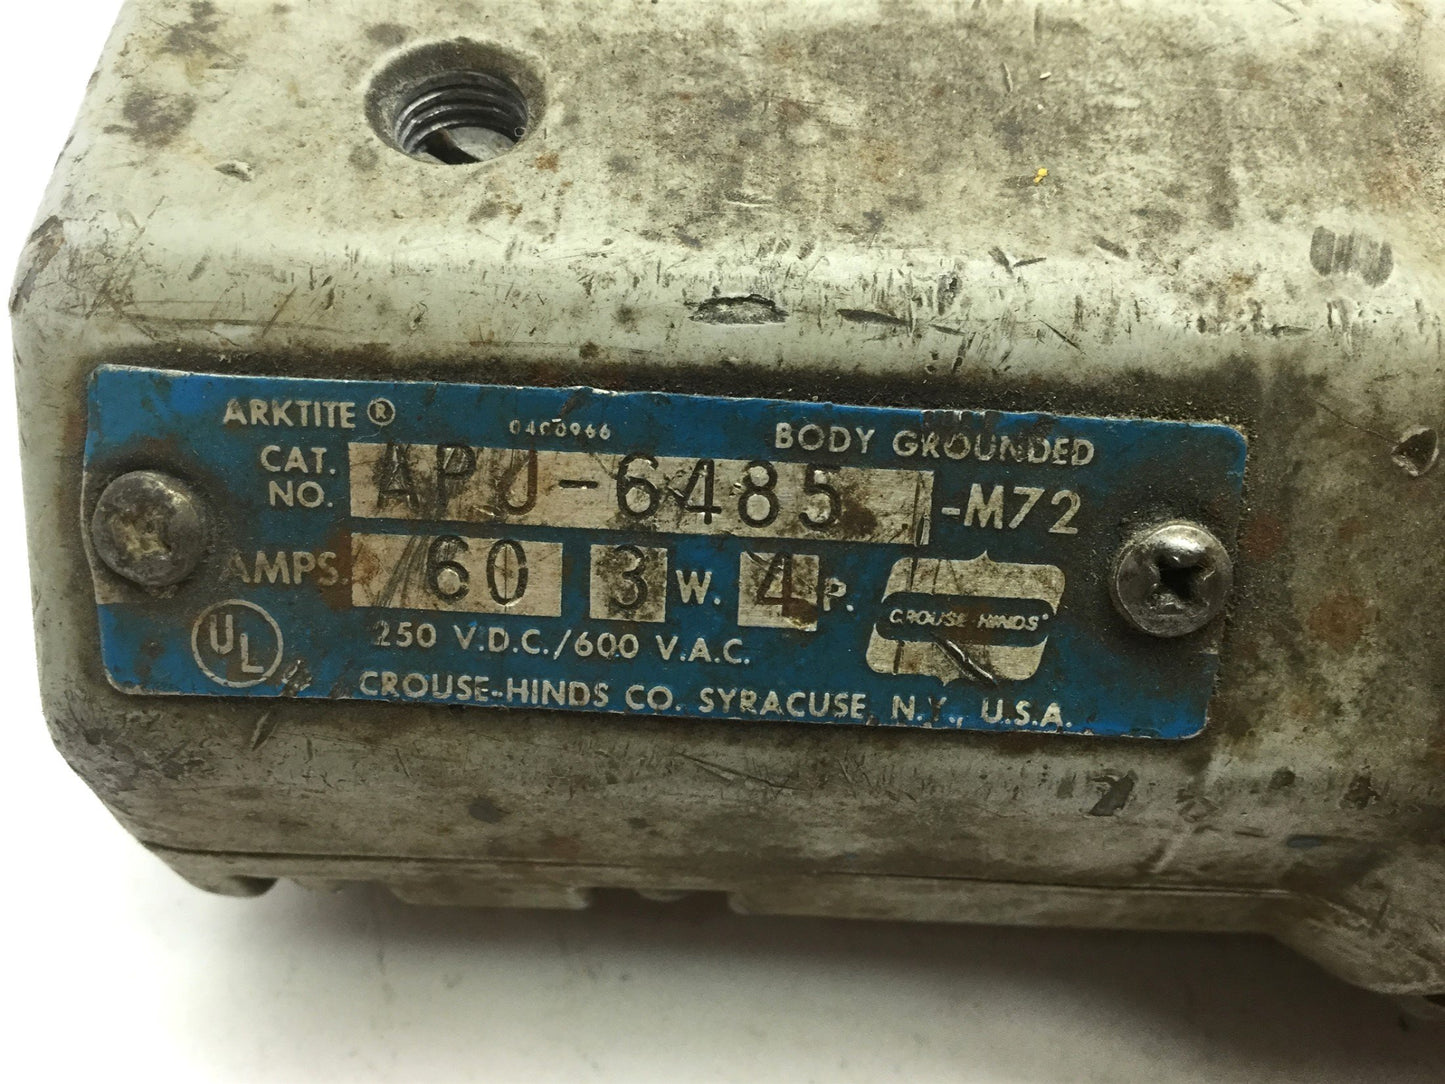 ARKTITE ® 0400966 BODY GROUNDED
CAT. NO. APJ-6485 -M72
AMPS. 60 3 W. 4 P.
CROUSE-HINDS®
UL
250 V.D.C./600 V.A.C.
CROUSE-HINDS CO. SYRACUSE, N.Y., U.S.A.